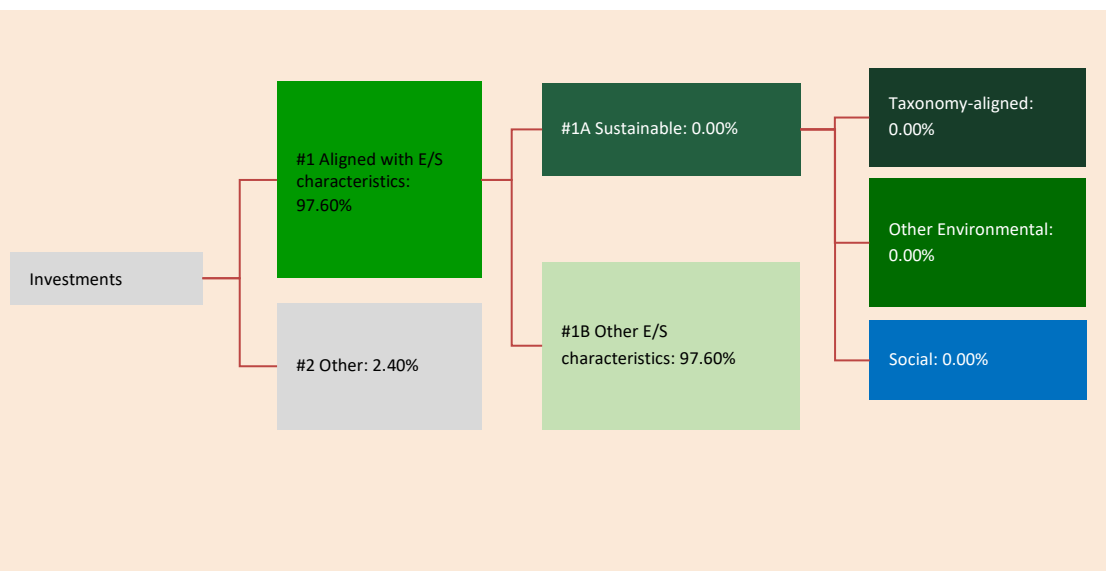 Investments
#1 Aligned with E/S
characteristics:
97.60%
#2 Other: 2.40%
#1A Sustainable: 0.00%
#1B Other E/S
characteristics: 97.60%
Taxonomy-aligned:
0.00%
Other Environmental:
0.00%
Social: 0.00%